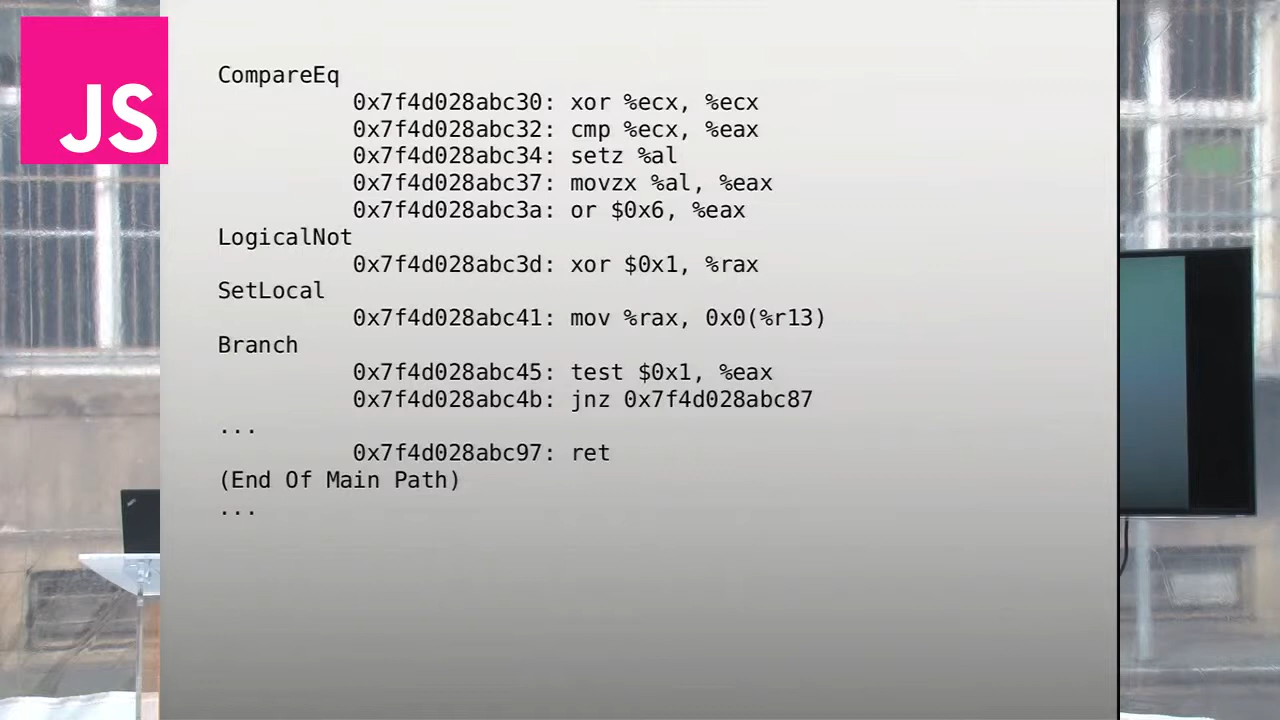 JS
CompareEq
0x7f4d028abc30: xor %ecx, %ecx
0x7f4d028abc32: cmp %ecx, %eax
0x7f4d028abc34: setz %al
0x7f4d028abc37: movzx %al, %eax
0x7f4d028abc3a: or $0x6, %eax
LogicalNot
0x7f4d028abc3d: xor $0x1, %rax
SetLocal
0x7f4d028abc41: mov %rax, 0x0(%r13)
Branch
0x7f4d028abc45: test $0x1, %eax
0x7f4d028abc4b: jnz 0x7f4d028abc87
...
0x7f4d028abc97: ret
(End Of Main Path)
...